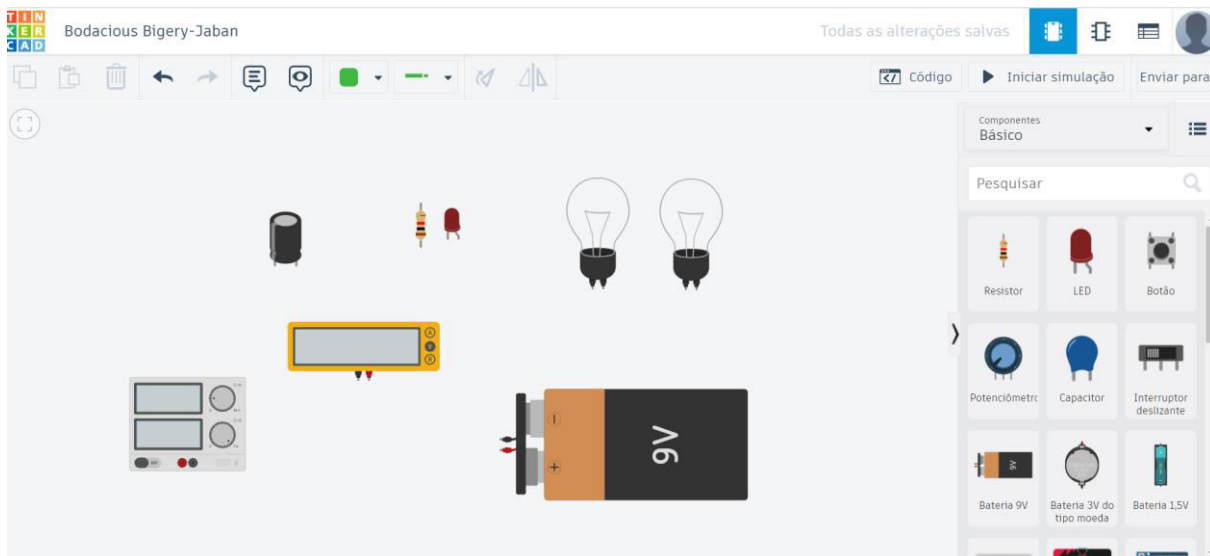 TIN
KER
CAD
Bodacious Bigery-Jaban
Todas as alterações salvas
Código
Iniciar simulação
Enviar para
Componentes
Básico
Pesquisar
Resistor
LED
Botão
Potenciômetro
Capacitor
Interruptor
deslizante
9V
Bateria 9V
Bateria 3V do
tipo moeda
Bateria 1,5V
A
V
R
9V